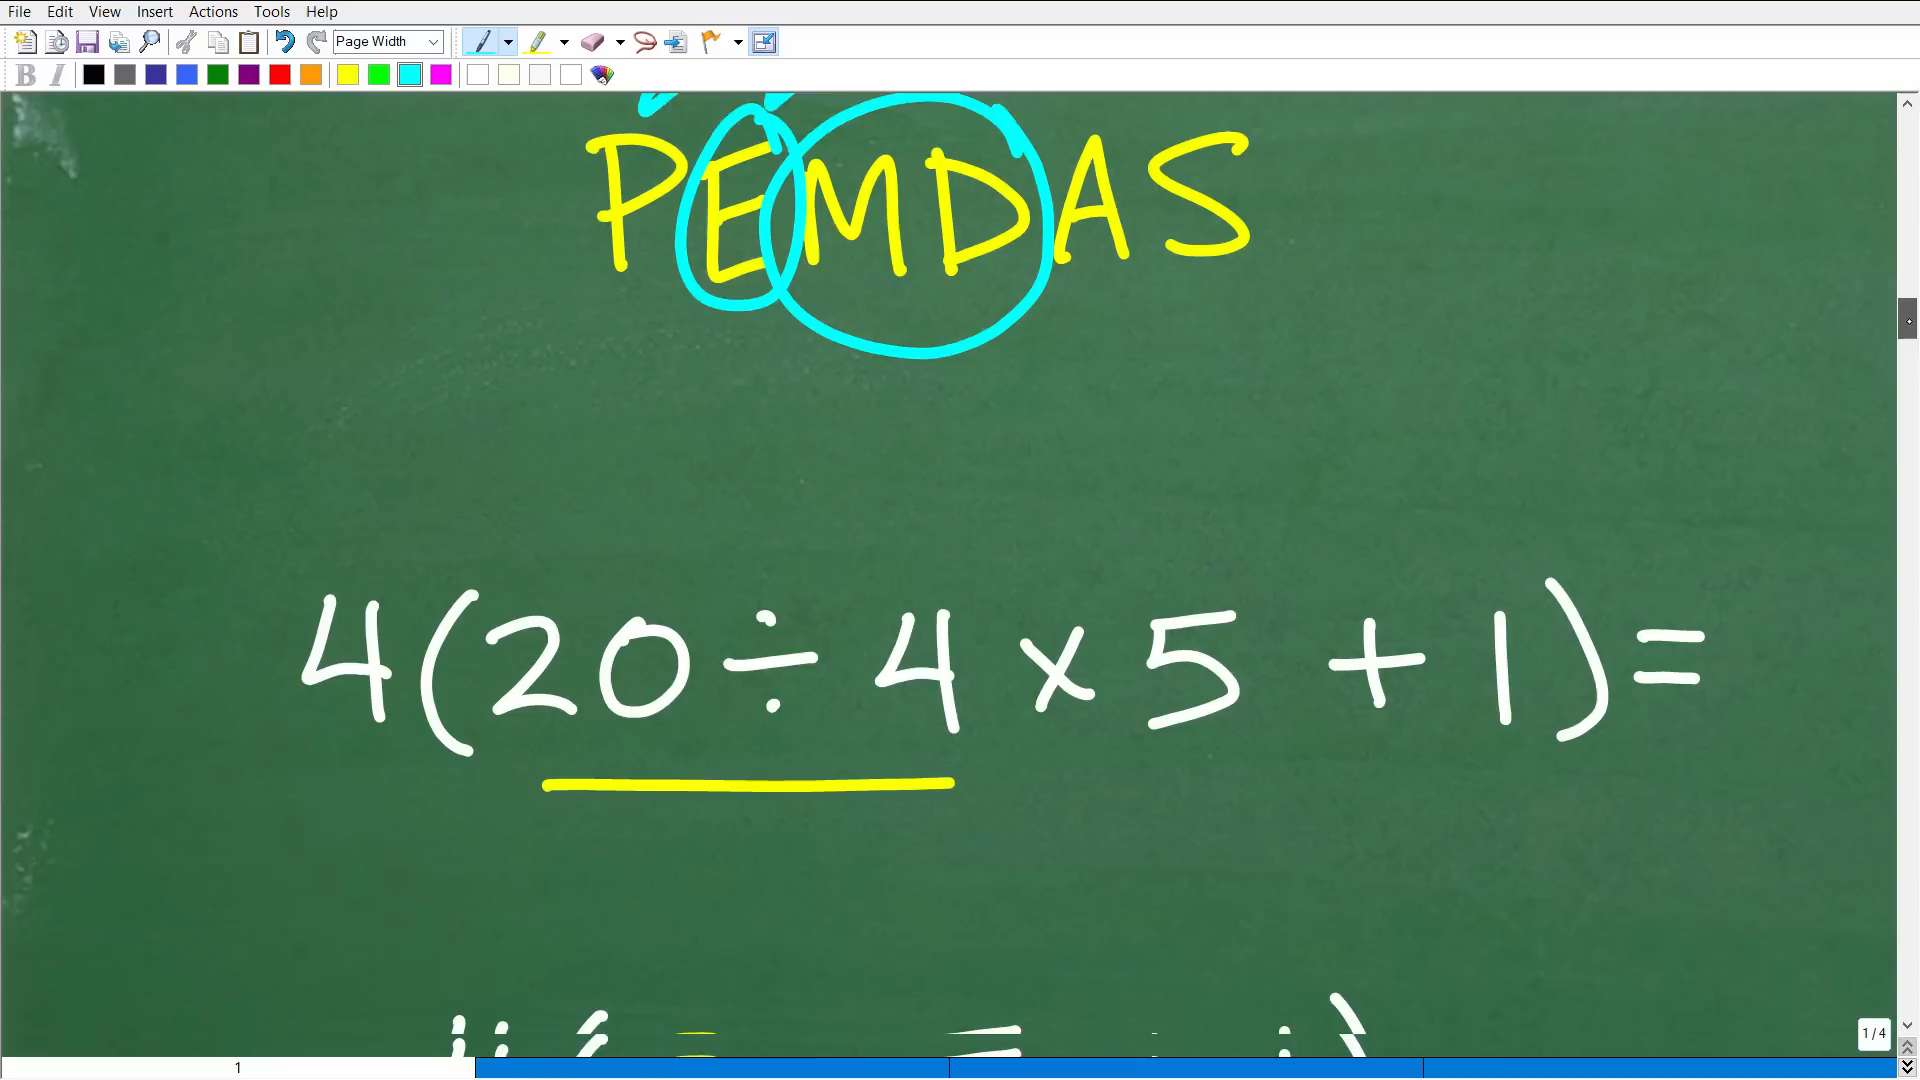 File Edit View Insert Actions Tools Help
Page Width
B I
PEMDAS
4(20 ÷ 4 x 5 + 1) =
1 / 4
1